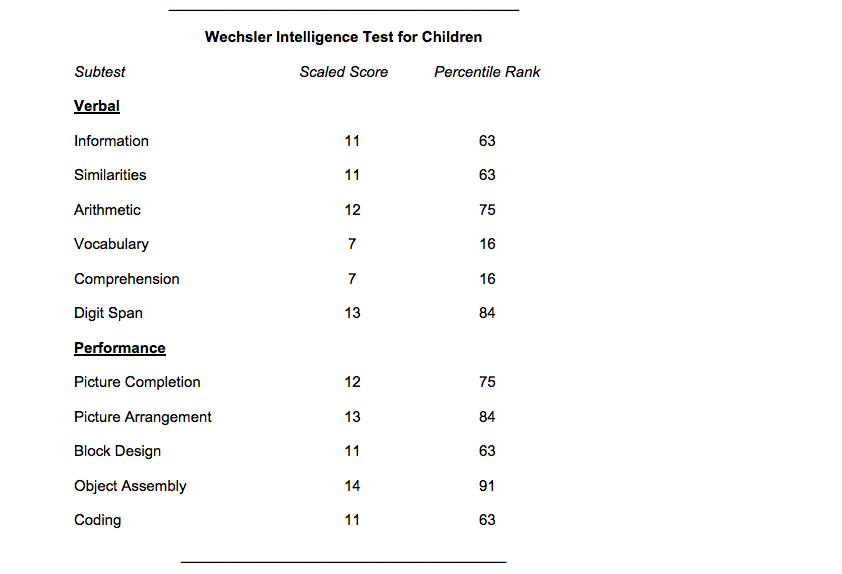 Wechsler Intelligence Test for Children
Subtest Scaled Score Percentile Rank
Verbal
Information 11 63
Similarities 11 63
Arithmetic 12 75
Vocabulary 7 16
Comprehension 7 16
Digit Span 13 84
Performance
Picture Completion 12 75
Picture Arrangement 13 84
Block Design 11 63
Object Assembly 14 91
Coding 11 63